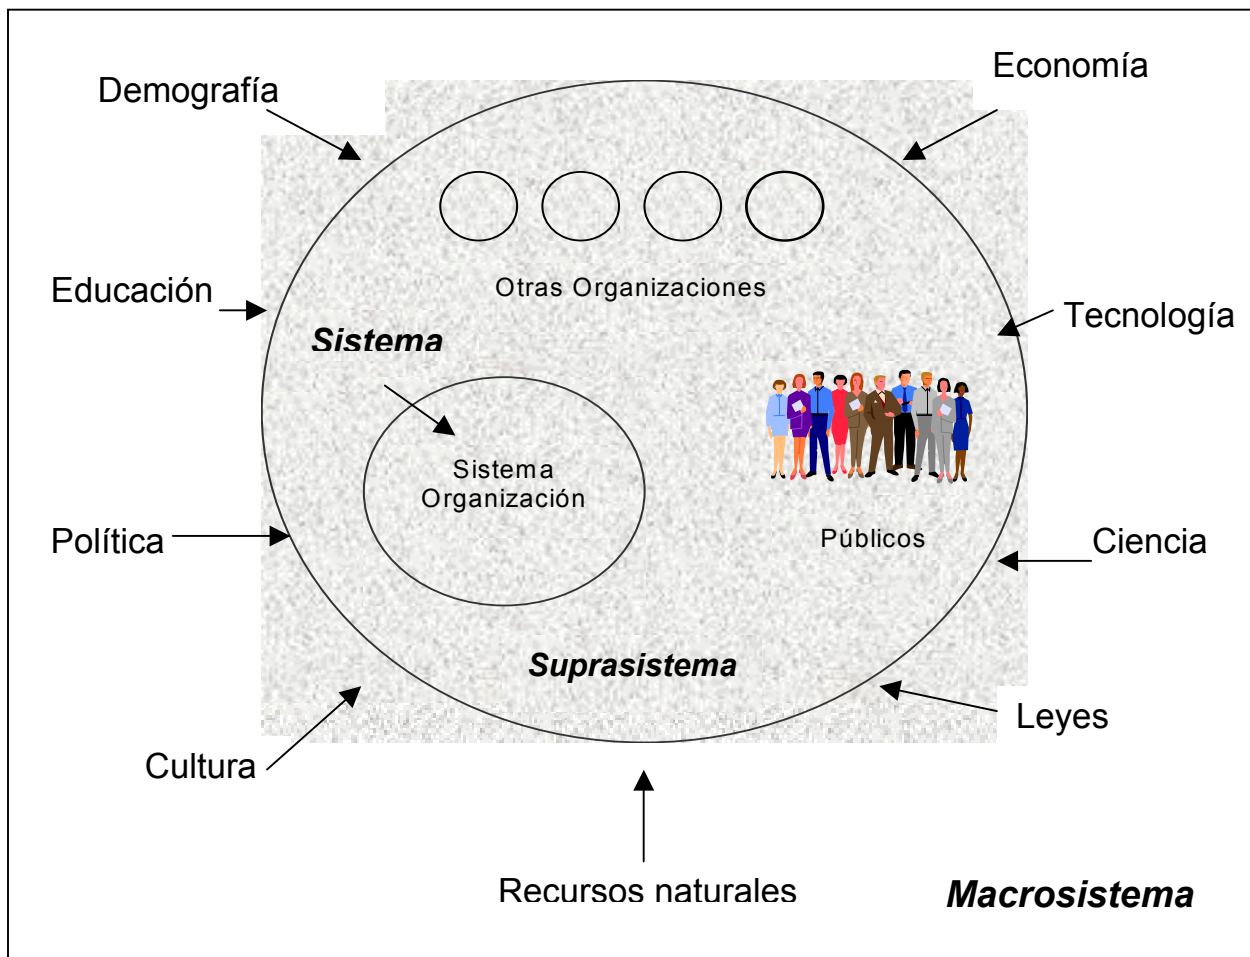 Economía
Demografía
Otras Organizaciones
Educación
Tecnología
Sistema
Sistema
Organización
Públicos
Política
Ciencia
Suprasistema
Leyes
Cultura
Recursos naturales
Macrosistema